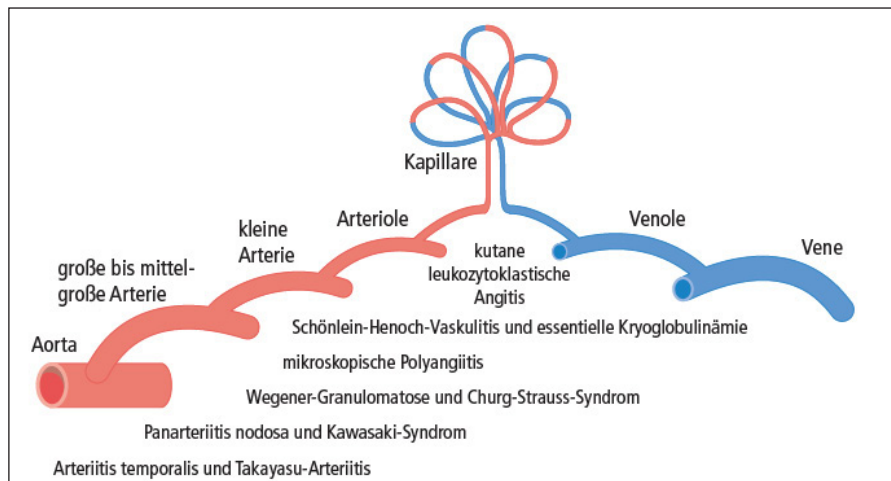 Kapillare
Arteriole
Venole
kleine
Arterie
Vene
kutane
leukozytoklastische
Angitis
große bis mittel-
große Arterie
Schönlein-Henoch-Vaskulitis und essentielle Kryoglobulinämie
Aorta
mikroskopische Polyangiitis
Wegener-Granulomatose und Churg-Strauss-Syndrom
Panarteriitis nodosa und Kawasaki-Syndrom
Arteriitis temporalis und Takayasu-Arteriitis